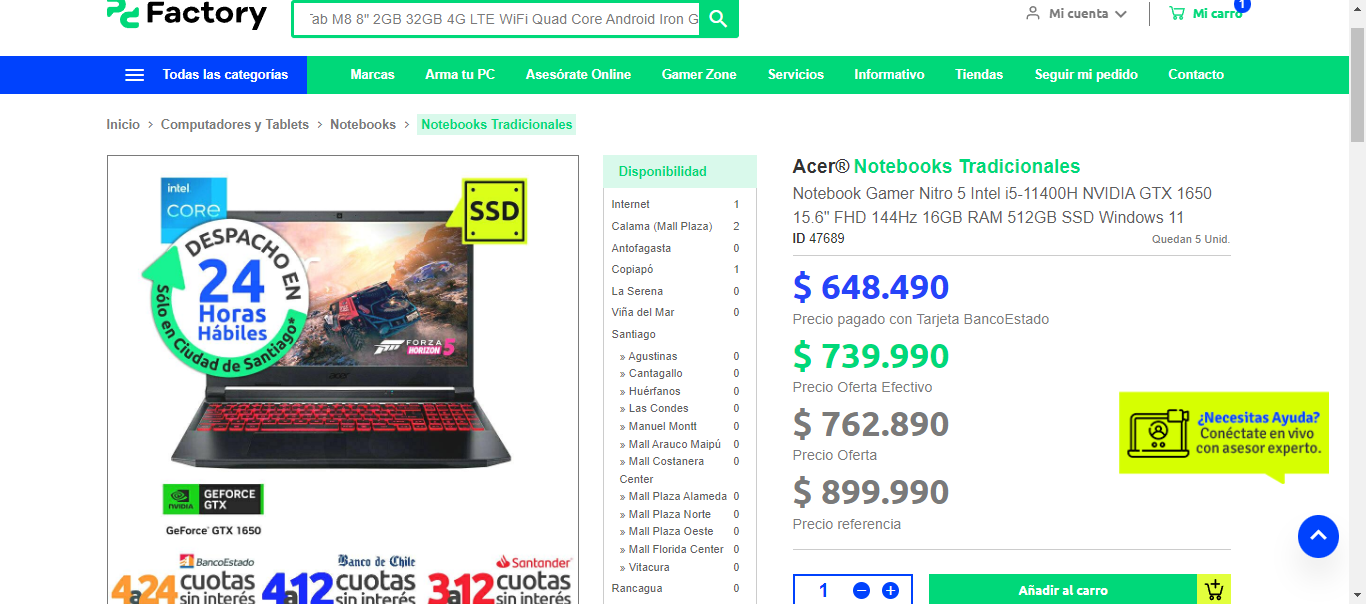 Factory
Tab M8 8" 2GB 32GB 4G LTE WiFi Quad Core Android Iron G
Mi cuenta
Mi carro
1
Todas las categorías
Marcas
Arma tu PC
Asesórate Online
Gamer Zone
Servicios
Informativo
Tiendas
Seguir mi pedido
Contacto
Inicio > Computadores y Tablets > Notebooks > Notebooks Tradicionales
intel
CORE
SSD
DESPACHO EN
24
Horas
Hábiles
Sólo en Ciudad de Santiago*
FORZA
HORIZON 5
acer
NVIDIA
GEFORCE
GTX
GeForce® GTX 1650
BancoEstado
4a24 cuotas
sin interés
Banco de Chile
4a12 cuotas
sin interés
Santander
3a12 cuotas
sin interés
Disponibilidad
Internet 1
Calama (Mall Plaza) 2
Antofagasta 0
Copiapó 1
La Serena 0
Viña del Mar 0
Santiago
» Agustinas 0
» Cantagallo 0
» Huérfanos 0
» Las Condes 0
» Manuel Montt 0
» Mall Arauco Maipú 0
» Mall Costanera 0
Center
» Mall Plaza Alameda 0
» Mall Plaza Norte 0
» Mall Plaza Oeste 0
» Mall Florida Center 0
» Vitacura 0
Rancagua 0
Acer® Notebooks Tradicionales
Notebook Gamer Nitro 5 Intel i5-11400H NVIDIA GTX 1650
15.6" FHD 144Hz 16GB RAM 512GB SSD Windows 11
ID 47689
Quedan 5 Unid.
$ 648.490
Precio pagado con Tarjeta BancoEstado
$ 739.990
Precio Oferta Efectivo
$ 762.890
Precio Oferta
$ 899.990
Precio referencia
1
Añadir al carro
¿Necesitas Ayuda?
Conéctate en vivo
con asesor experto.